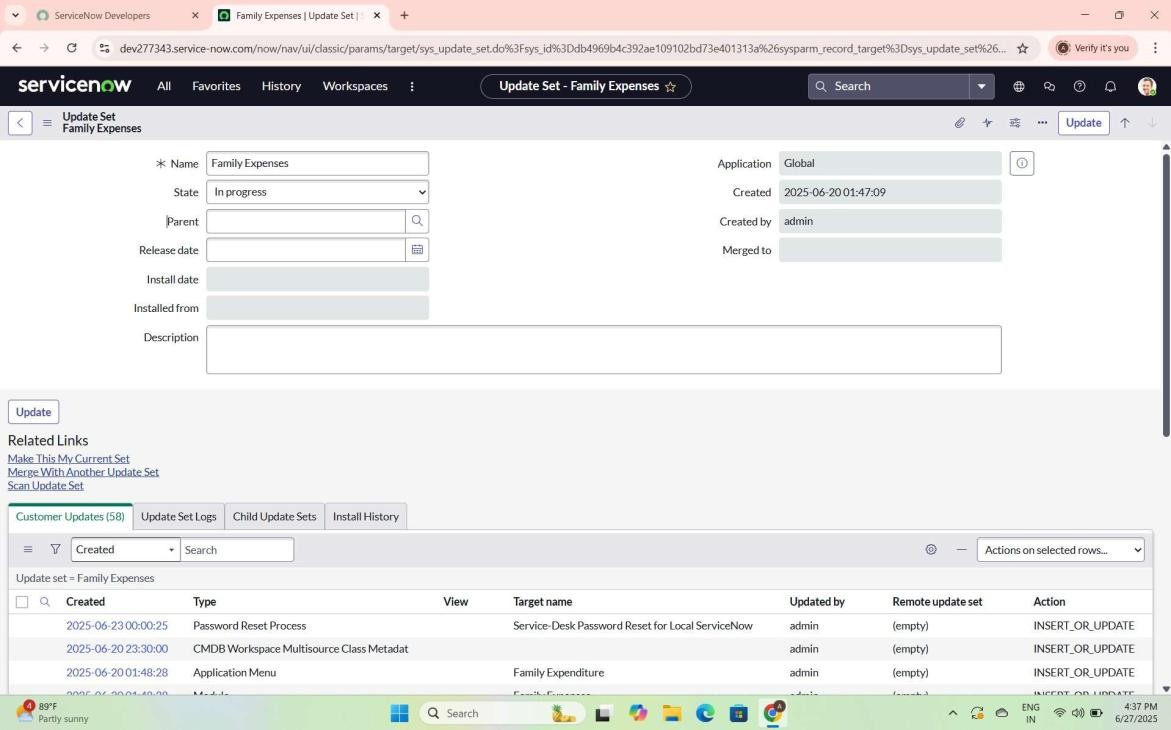 ServiceNow Developers
Family Expenses | Update Set |
dev277343.service-now.com/now/nav/ui/classic/params/target/sys_update_set.do%3Fsys_id%3Ddb4969b4c392ae109102bd73e401313a%26sysparm_record_target%3Dsys_update_set%26...
Verify it's you
servicenow
All
Favorites
History
Workspaces
Update Set - Family Expenses
Search
Update Set
Family Expenses
Update
Name
Family Expenses
Application
Global
State
In progress
Created
2025-06-20 01:47:09
Parent
Created by
admin
Release date
Merged to
Install date
Installed from
Description
Update
Related Links
Make This My Current Set
Merge With Another Update Set
Scan Update Set
Customer Updates (58)
Update Set Logs
Child Update Sets
Install History
Created
Search
Actions on selected rows...
Update set = Family Expenses
Created Type View Target name Updated by Remote update set Action
2025-06-23 00:00:25 Password Reset Process Service-Desk Password Reset for Local ServiceNow admin (empty) INSERT_OR_UPDATE
2025-06-20 23:30:00 CMDB Workspace Multisource Class Metadat admin (empty) INSERT_OR_UPDATE
2025-06-20 01:48:28 Application Menu Family Expenditure admin (empty) INSERT_OR_UPDATE
4
89°F
Partly sunny
Search
ENG
IN
4:37 PM
6/27/2025